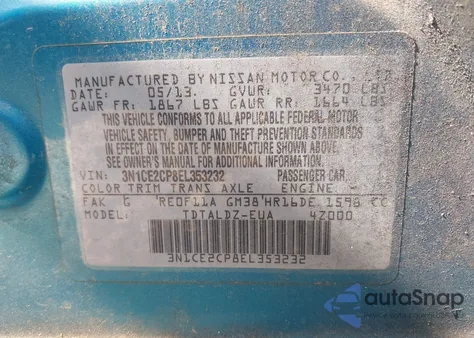 MANUFACTURED BY NISSAN MOTOR CO., LTD.
DATE 05/13. GVWR: 3470 LBS
GAWR FR: 1867 LBS GAWR RR: 1664 LBS
THIS VEHICLE CONFORMS TO ALL APPLICABLE FEDERAL MOTOR
VEHICLE SAFETY, BUMPER AND THEFT PREVENTION STANDARDS
IN EFFECT ON THE DATE OF MANUFACTURE SHOWN ABOVE.
SEE OWNERS MANUAL FOR ADDITIONAL INFORMATION
VIN: 3N1CE2CP8EL353232 PASSENGER CAR
COLOR TRIM TRANS AXLE ENGINE
FAK G RE0F11A GM38 HR16DE 1598 CC
MODEL: TDTALDZ-EUA 4Z000
3N1CE2CP8EL353232
autoSnap